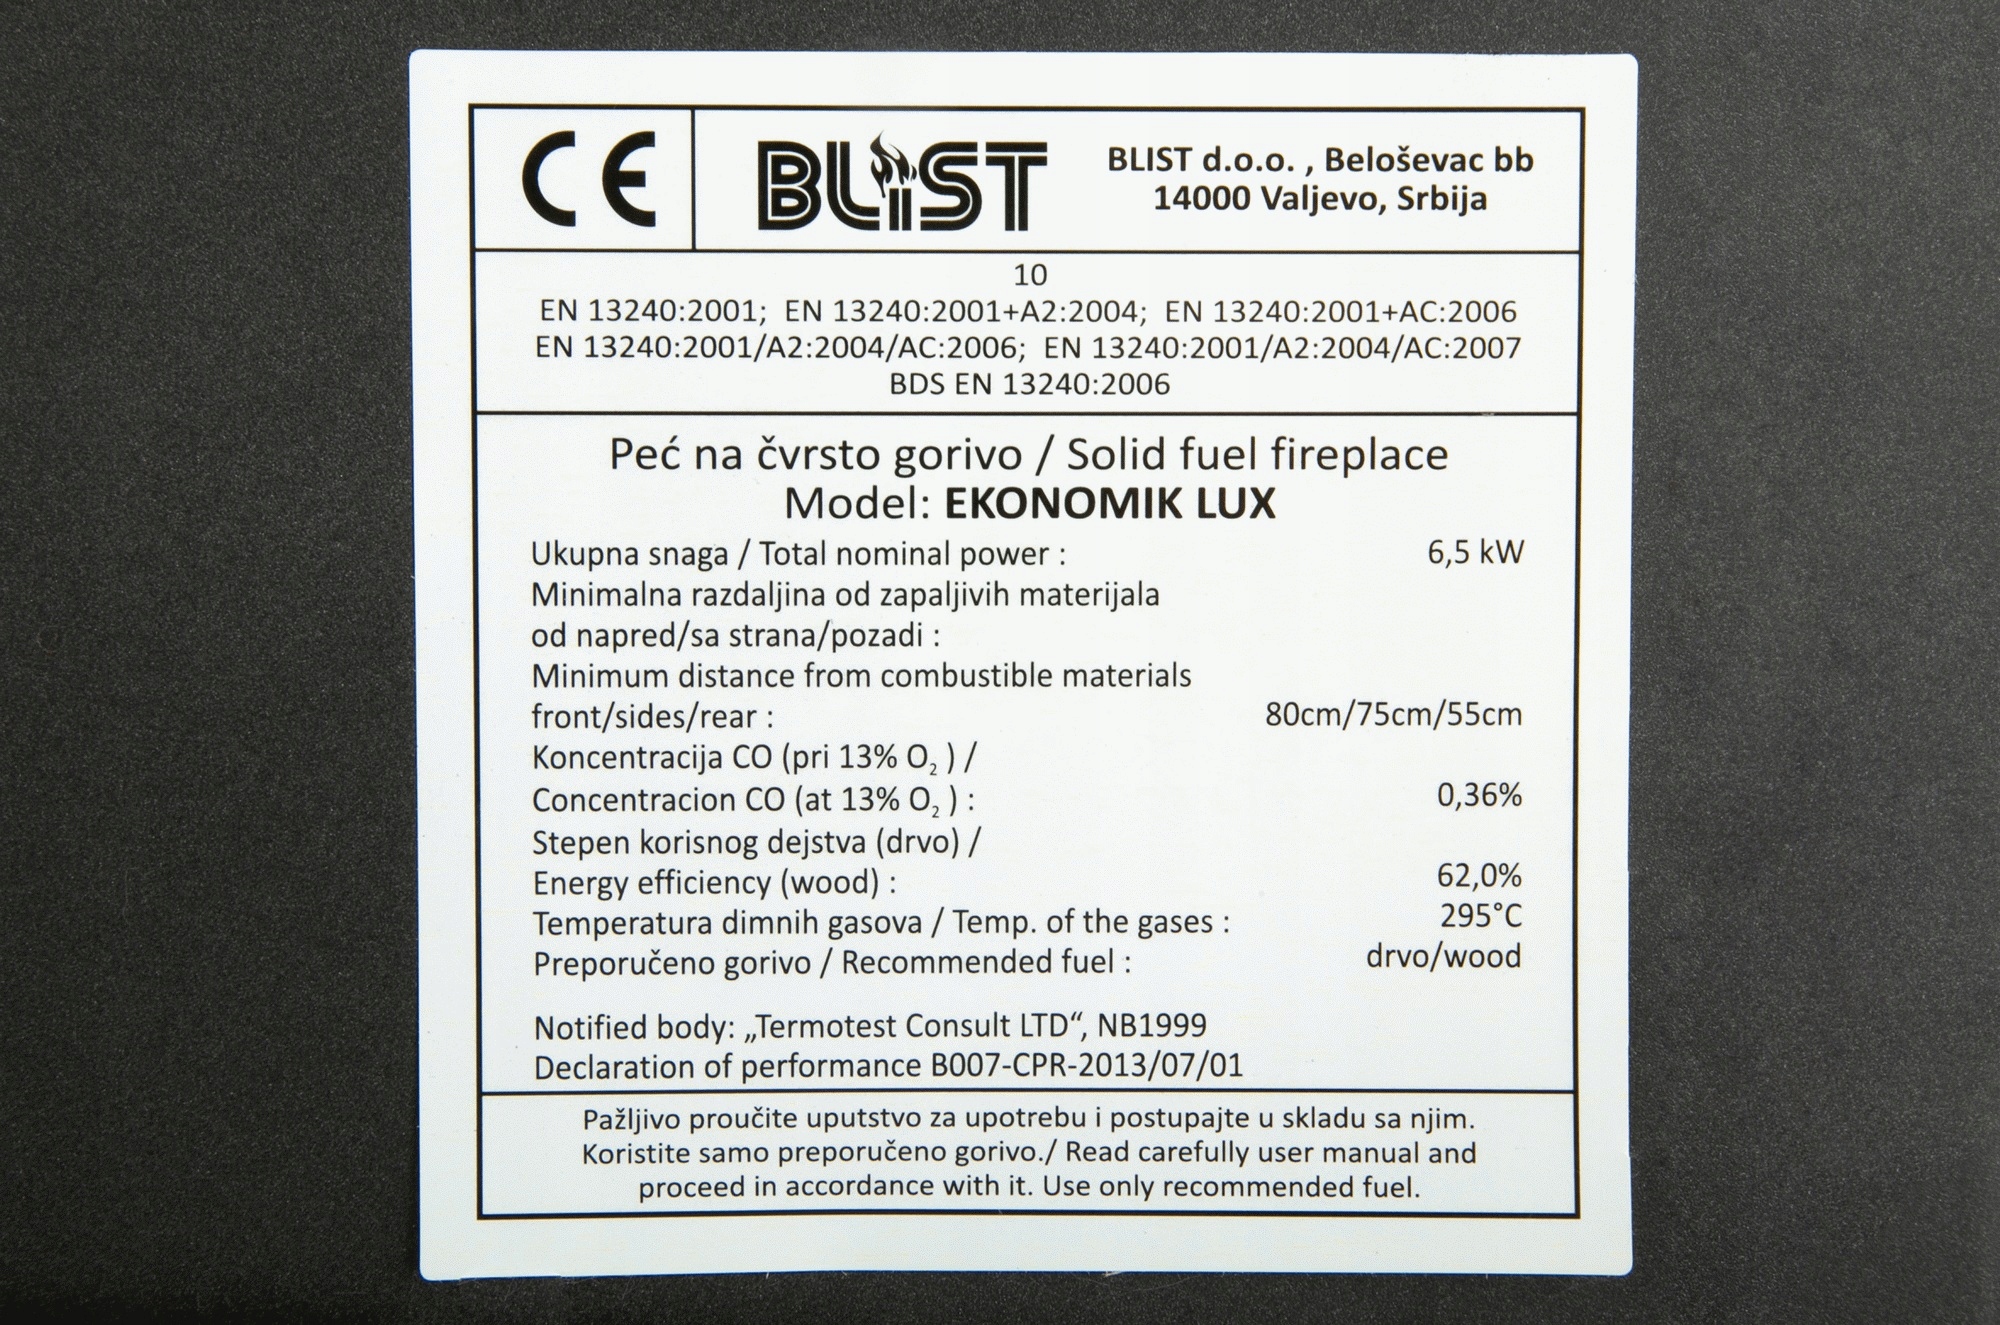 CE BLIST BLIST d.o.o. , Beloševac bb
14000 Valjevo, Srbija
10
EN 13240:2001; EN 13240:2001+A2:2004; EN 13240:2001+AC:2006
EN 13240:2001/A2:2004/AC:2006; EN 13240:2001/A2:2004/AC:2007
BDS EN 13240:2006
Peć na čvrsto gorivo / Solid fuel fireplace
Model: EKONOMIK LUX
Ukupna snaga / Total nominal power : 6,5 kW
Minimalna razdaljina od zapaljivih materijala
od napred/sa strana/pozadi :
Minimum distance from combustible materials
front/sides/rear : 80cm/75cm/55cm
Koncentracija CO (pri 13% O₂ ) /
Concentracion CO (at 13% O₂ ) : 0,36%
Stepen korisnog dejstva (drvo) /
Energy efficiency (wood) : 62,0%
Temperatura dimnih gasova / Temp. of the gases : 295°C
Preporučeno gorivo / Recommended fuel : drvo/wood
Notified body: „Termotest Consult LTD“, NB1999
Declaration of performance B007-CPR-2013/07/01
Pažljivo proučite uputstvo za upotrebu i postupajte u skladu sa njim.
Koristite samo preporučeno gorivo./ Read carefully user manual and
proceed in accordance with it. Use only recommended fuel.